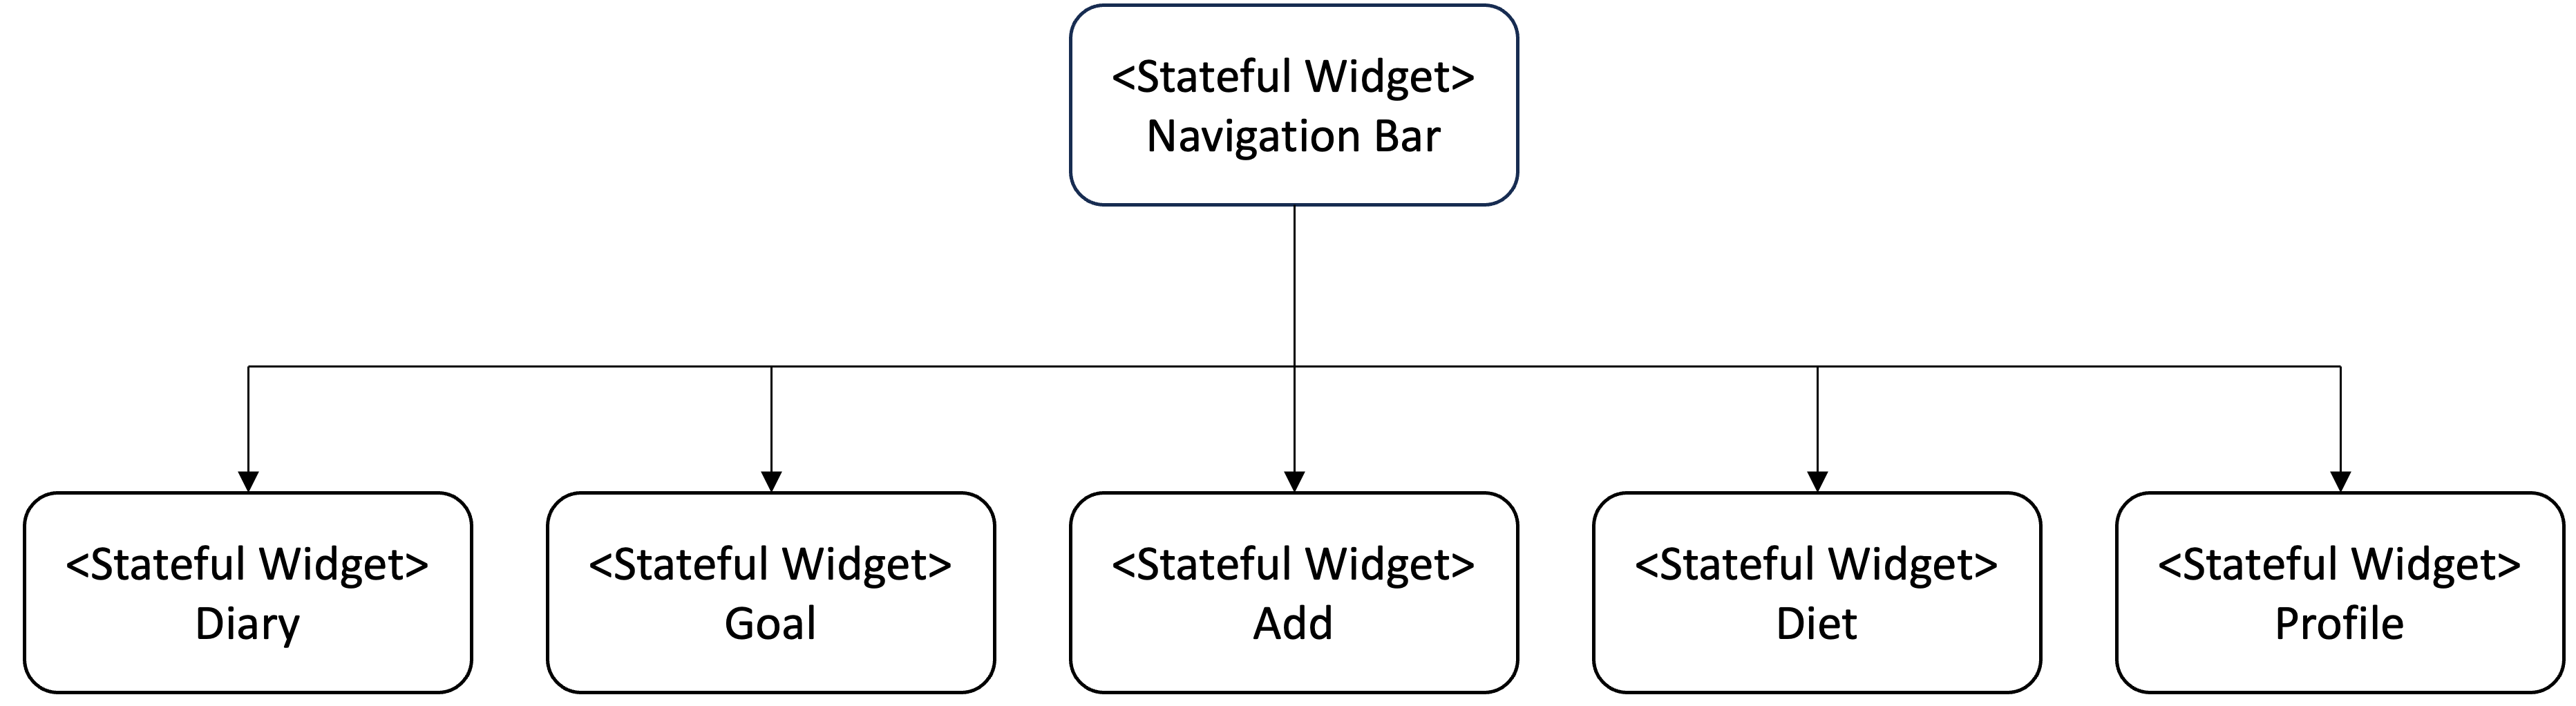 <Stateful Widget>
Navigation Bar
<Stateful Widget>
Diary
<Stateful Widget>
Goal
<Stateful Widget>
Add
<Stateful Widget>
Diet
<Stateful Widget>
Profile